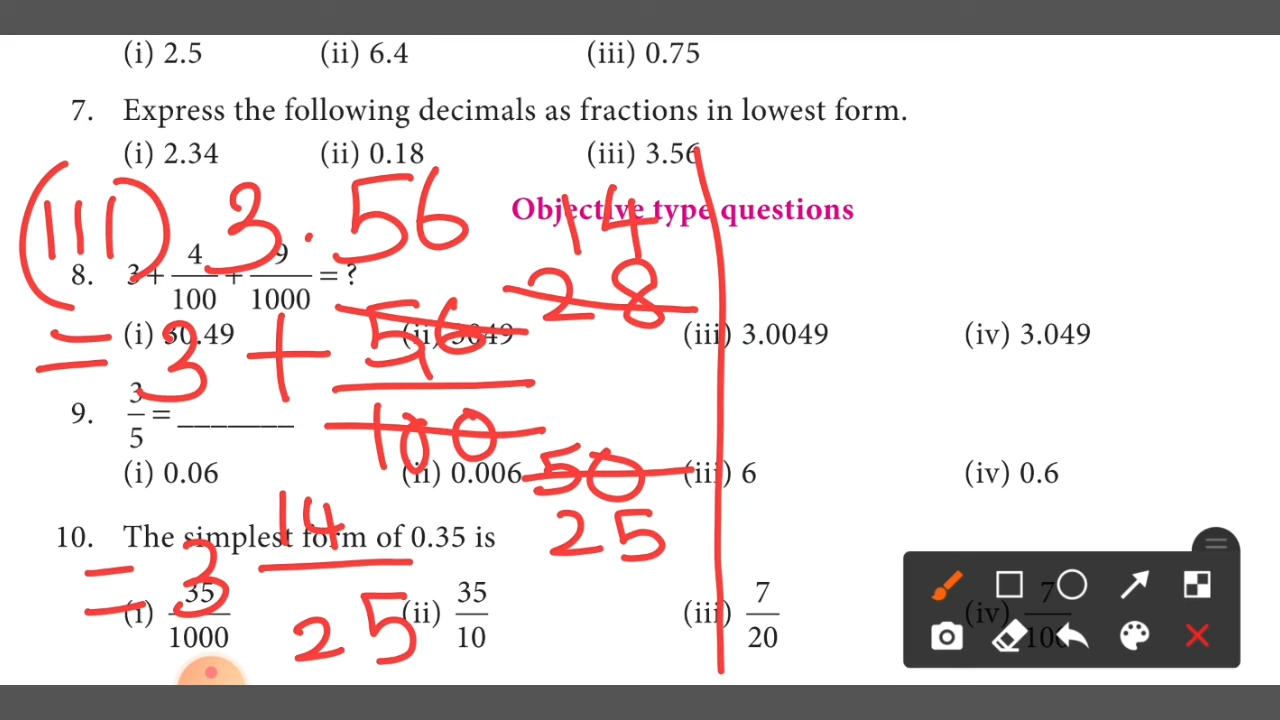 (i) 2.5 (ii) 6.4 (iii) 0.75
7. Express the following decimals as fractions in lowest form.
(i) 2.34 (ii) 0.18 (iii) 3.56
(III) 3.56
Objective type questions
8. 3 + 4/100 + 9/1000 = ?
(i) 30.49 (ii) 3049 (iii) 3.0049 (iv) 3.049
= 3 + 56/100
14
28
50
25
9. 3/5 = _______
(i) 0.06 (ii) 0.006 (iii) 6 (iv) 0.6
10. The simplest form of 0.35 is
= 3 14/25
(i) 35/1000 (ii) 35/10 (iii) 7/20 (iv)